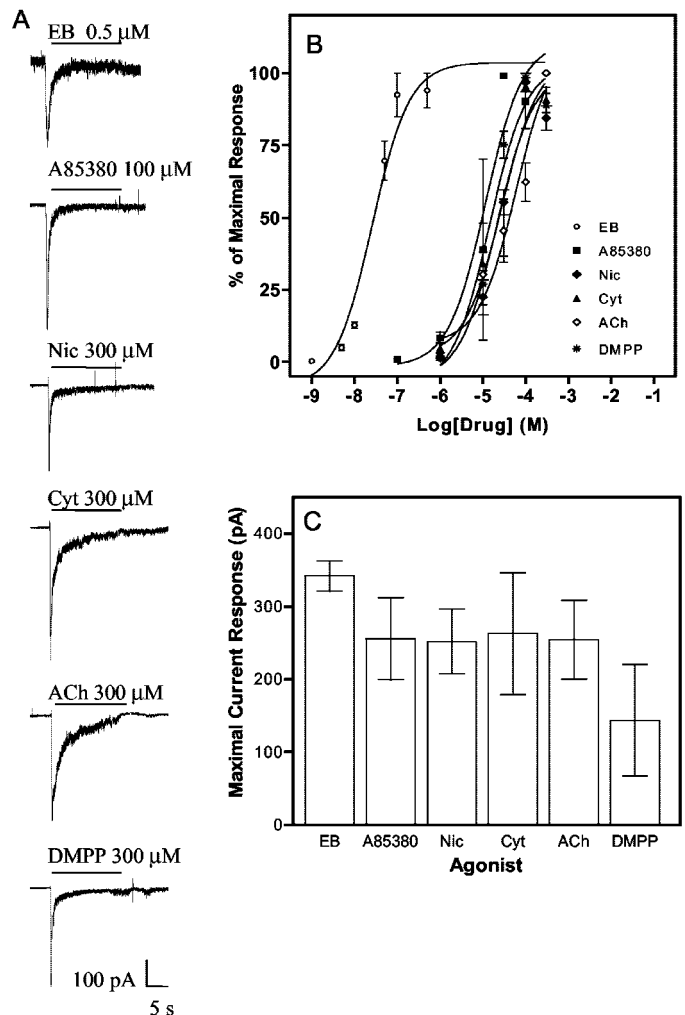 A
EB 0.5 μM
A85380 100 μM
Nic 300 μM
Cyt 300 μM
ACh 300 μM
DMPP 300 μM
100 pA
5 s
B
% of Maximal Response
100
75
50
25
0
EB
A85380
Nic
Cyt
ACh
DMPP
-9 -8 -7 -6 -5 -4 -3 -2 -1
Log[Drug] (M)
C
Maximal Current Response (pA)
400
300
200
100
0
EB A85380 Nic Cyt ACh DMPP
Agonist